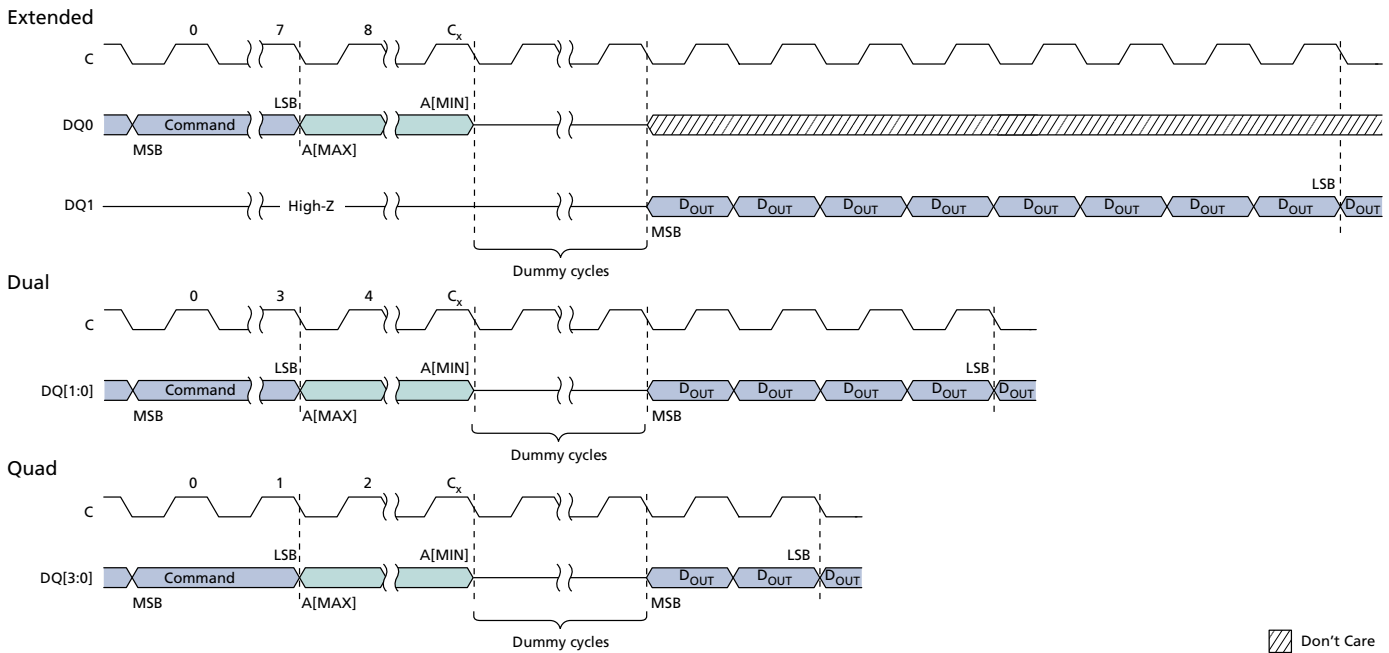 Extended
0 7 8 Cx
C
LSB A[MIN]
DQ0 Command
MSB A[MAX]
LSB
DQ1 High-Z DOUT DOUT DOUT DOUT DOUT DOUT DOUT DOUT DOUT
MSB
Dummy cycles
Dual
0 3 4 Cx
C
LSB A[MIN] LSB
DQ[1:0] Command DOUT DOUT DOUT DOUT DOUT
MSB A[MAX] MSB
Dummy cycles
Quad
0 1 2 Cx
C
LSB A[MIN] LSB
DQ[3:0] Command DOUT DOUT DOUT
MSB A[MAX] MSB
Dummy cycles
Don't Care